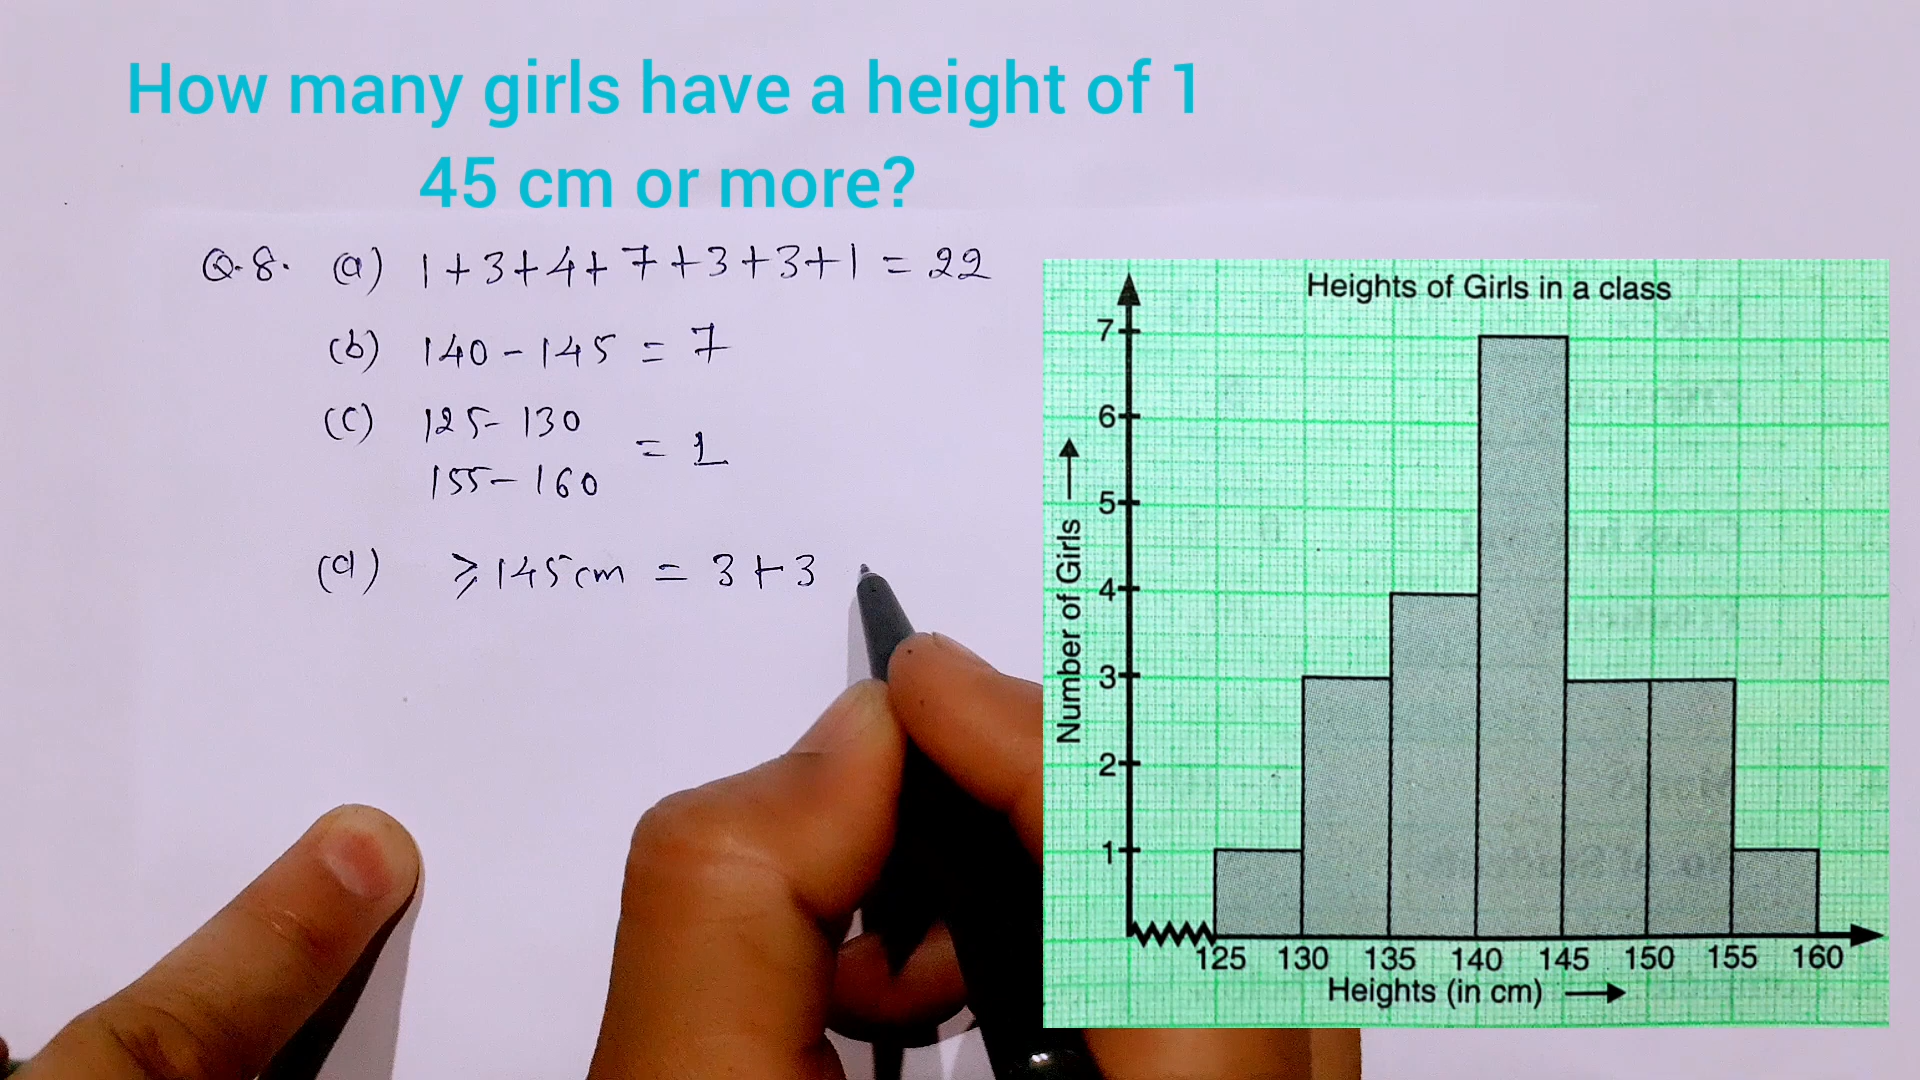 How many girls have a height of 1
45 cm or more?
Q.8. (a) 1+3+4+7+3+3+1 = 22
(b) 140-145 = 7
(c) 125-130
= 1
155-160
(d) ⩾145cm = 3+3
Heights of Girls in a class
Number of Girls
7
6
5
4
3
2
1
125 130 135 140 145 150 155 160
Heights (in cm)